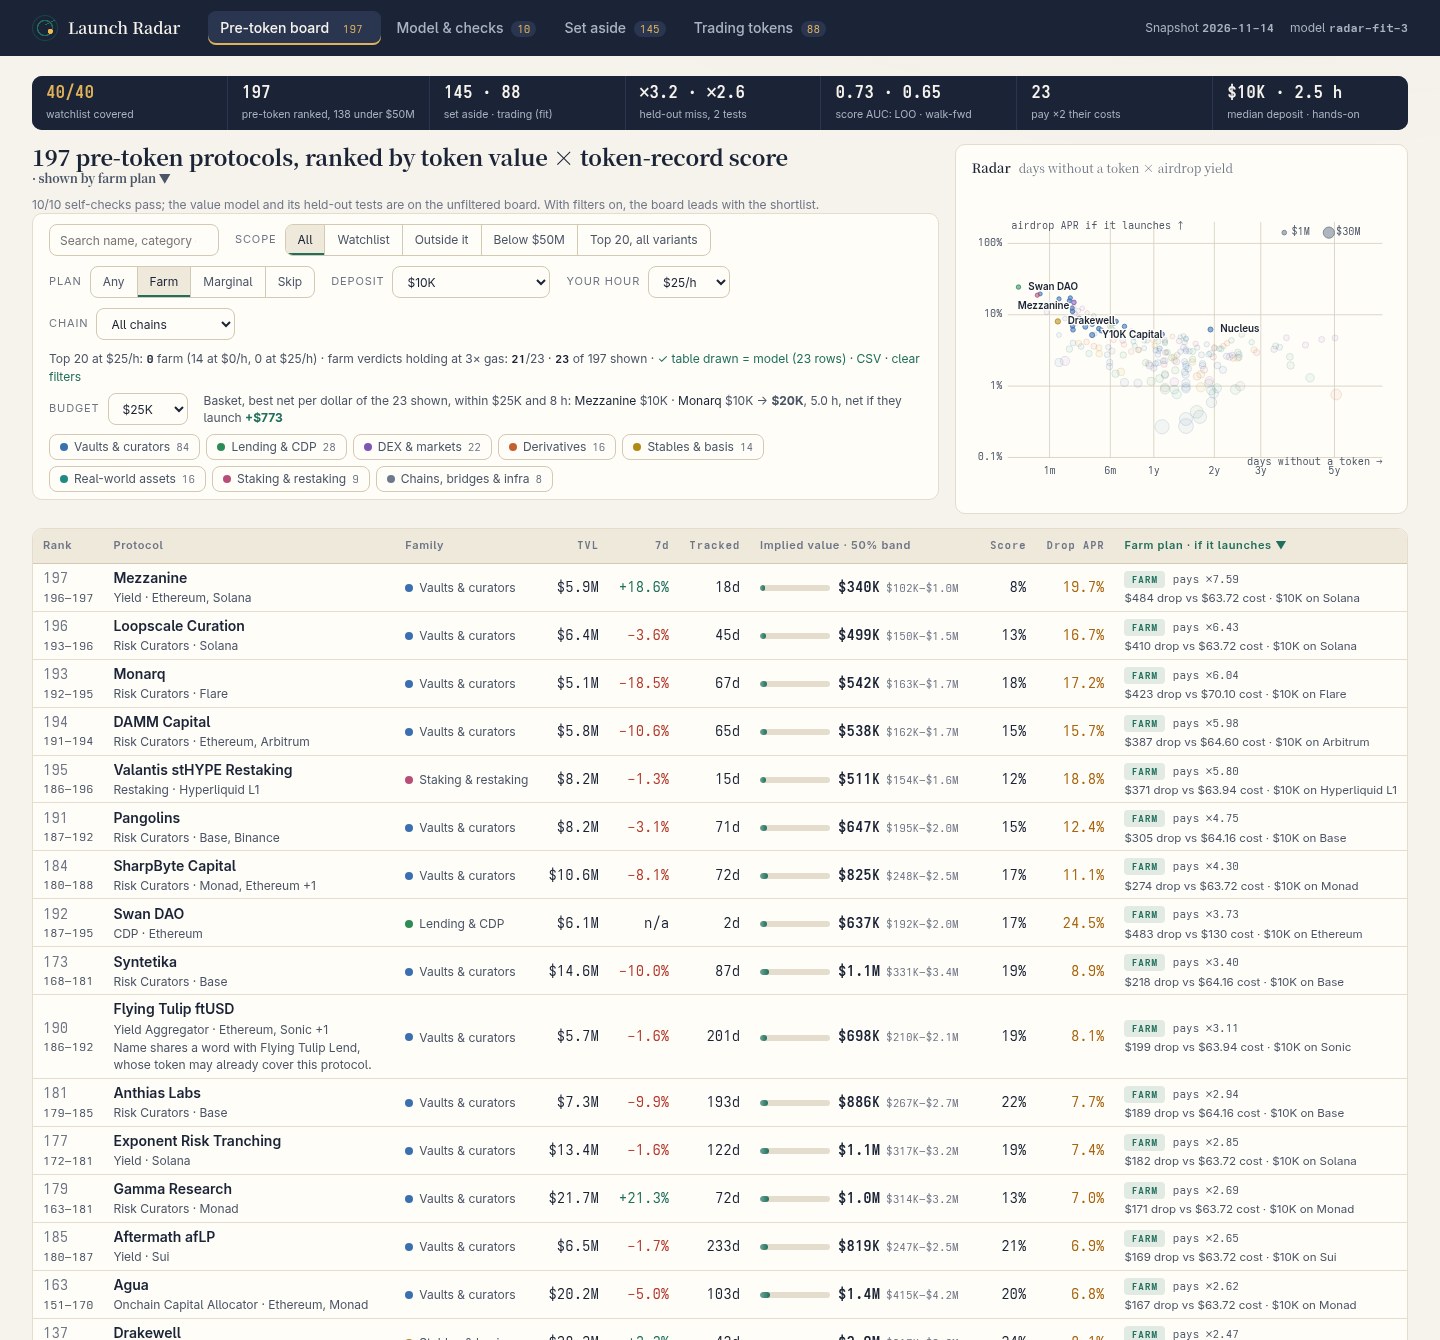 Launch Radar
Pre-token board 197
Model & checks 10
Set aside 145
Trading tokens 88
Snapshot 2026-11-14 model radar-fit-3
40/40
watchlist covered
197
pre-token ranked, 138 under $50M
145 · 88
set aside · trading (fit)
×3.2 · ×2.6
held-out miss, 2 tests
0.73 · 0.65
score AUC: LOO · walk-fwd
23
pay ×2 their costs
$10K · 2.5 h
median deposit · hands-on
197 pre-token protocols, ranked by token value × token-record score
· shown by farm plan ▼
10/10 self-checks pass; the value model and its held-out tests are on the unfiltered board. With filters on, the board leads with the shortlist.
Search name, category SCOPE All Watchlist Outside it Below $50M Top 20, all variants
PLAN Any Farm Marginal Skip DEPOSIT $10K YOUR HOUR $25/h
CHAIN All chains
Top 20 at $25/h: 0 farm (14 at $0/h, 0 at $25/h) · farm verdicts holding at 3× gas: 21/23 · 23 of 197 shown · ✓ table drawn = model (23 rows) · CSV · clear
filters
BUDGET $25K Basket, best net per dollar of the 23 shown, within $25K and 8 h: Mezzanine $10K · Monarq $10K → $20K, 5.0 h, net if they
launch +$773
Vaults & curators 84 Lending & CDP 28 DEX & markets 22 Derivatives 16 Stables & basis 14
Real-world assets 16 Staking & restaking 9 Chains, bridges & infra 8
Radar days without a token × airdrop yield
airdrop APR if it launches ↑
$1M $30M
100%
10%
1%
0.1%
Swan DAO
Mezzanine
Drakewell
Y10K Capital
Nucleus
days without a token →
1m 6m 1y 2y 3y 5y
Rank Protocol Family TVL 7d Tracked Implied value · 50% band Score Drop APR Farm plan · if it launches ▼
197 Mezzanine Vaults & curators $5.9M +18.6% 18d $340K $102K–$1.0M 8% 19.7% FARM pays ×7.59
196–197 Yield · Ethereum, Solana $484 drop vs $63.72 cost · $10K on Solana
196 Loopscale Curation Vaults & curators $6.4M −3.6% 45d $499K $150K–$1.5M 13% 16.7% FARM pays ×6.43
193–196 Risk Curators · Solana $410 drop vs $63.72 cost · $10K on Solana
193 Monarq Vaults & curators $5.1M −18.5% 67d $542K $163K–$1.7M 18% 17.2% FARM pays ×6.04
192–195 Risk Curators · Flare $423 drop vs $70.10 cost · $10K on Flare
194 DAMM Capital Vaults & curators $5.8M −10.6% 65d $538K $162K–$1.7M 15% 15.7% FARM pays ×5.98
191–194 Risk Curators · Ethereum, Arbitrum $387 drop vs $64.60 cost · $10K on Arbitrum
195 Valantis stHYPE Restaking Staking & restaking $8.2M −1.3% 15d $511K $154K–$1.6M 12% 18.8% FARM pays ×5.80
186–196 Restaking · Hyperliquid L1 $371 drop vs $63.94 cost · $10K on Hyperliquid L1
191 Pangolins Vaults & curators $8.2M −3.1% 71d $647K $195K–$2.0M 15% 12.4% FARM pays ×4.75
187–192 Risk Curators · Base, Binance $305 drop vs $64.16 cost · $10K on Base
184 SharpByte Capital Vaults & curators $10.6M −8.1% 72d $825K $248K–$2.5M 17% 11.1% FARM pays ×4.30
180–188 Risk Curators · Monad, Ethereum +1 $274 drop vs $63.72 cost · $10K on Monad
192 Swan DAO Lending & CDP $6.1M n/a 2d $637K $192K–$2.0M 17% 24.5% FARM pays ×3.73
187–195 CDP · Ethereum $483 drop vs $130 cost · $10K on Ethereum
173 Syntetika Vaults & curators $14.6M −10.0% 87d $1.1M $331K–$3.4M 19% 8.9% FARM pays ×3.40
168–181 Risk Curators · Base $218 drop vs $64.16 cost · $10K on Base
190 Flying Tulip ftUSD Vaults & curators $5.7M −1.6% 201d $698K $210K–$2.1M 19% 8.1% FARM pays ×3.11
186–192 Yield Aggregator · Ethereum, Sonic +1 $199 drop vs $63.94 cost · $10K on Sonic
Name shares a word with Flying Tulip Lend,
whose token may already cover this protocol.
181 Anthias Labs Vaults & curators $7.3M −9.9% 193d $886K $267K–$2.7M 22% 7.7% FARM pays ×2.94
179–185 Risk Curators · Base $189 drop vs $64.16 cost · $10K on Base
177 Exponent Risk Tranching Vaults & curators $13.4M −1.6% 122d $1.1M $317K–$3.2M 19% 7.4% FARM pays ×2.85
172–181 Yield · Solana $182 drop vs $63.72 cost · $10K on Solana
179 Gamma Research Vaults & curators $21.7M +21.3% 72d $1.0M $314K–$3.2M 13% 7.0% FARM pays ×2.69
163–181 Risk Curators · Monad $171 drop vs $63.72 cost · $10K on Monad
185 Aftermath afLP Vaults & curators $6.5M −1.7% 233d $819K $247K–$2.5M 21% 6.9% FARM pays ×2.65
180–187 Yield · Sui $169 drop vs $63.72 cost · $10K on Sui
163 Agua Vaults & curators $20.2M −5.0% 103d $1.4M $415K–$4.2M 20% 6.8% FARM pays ×2.62
151–170 Onchain Capital Allocator · Ethereum, Monad $167 drop vs $63.72 cost · $10K on Monad
137 Drakewell FARM pays ×2.47